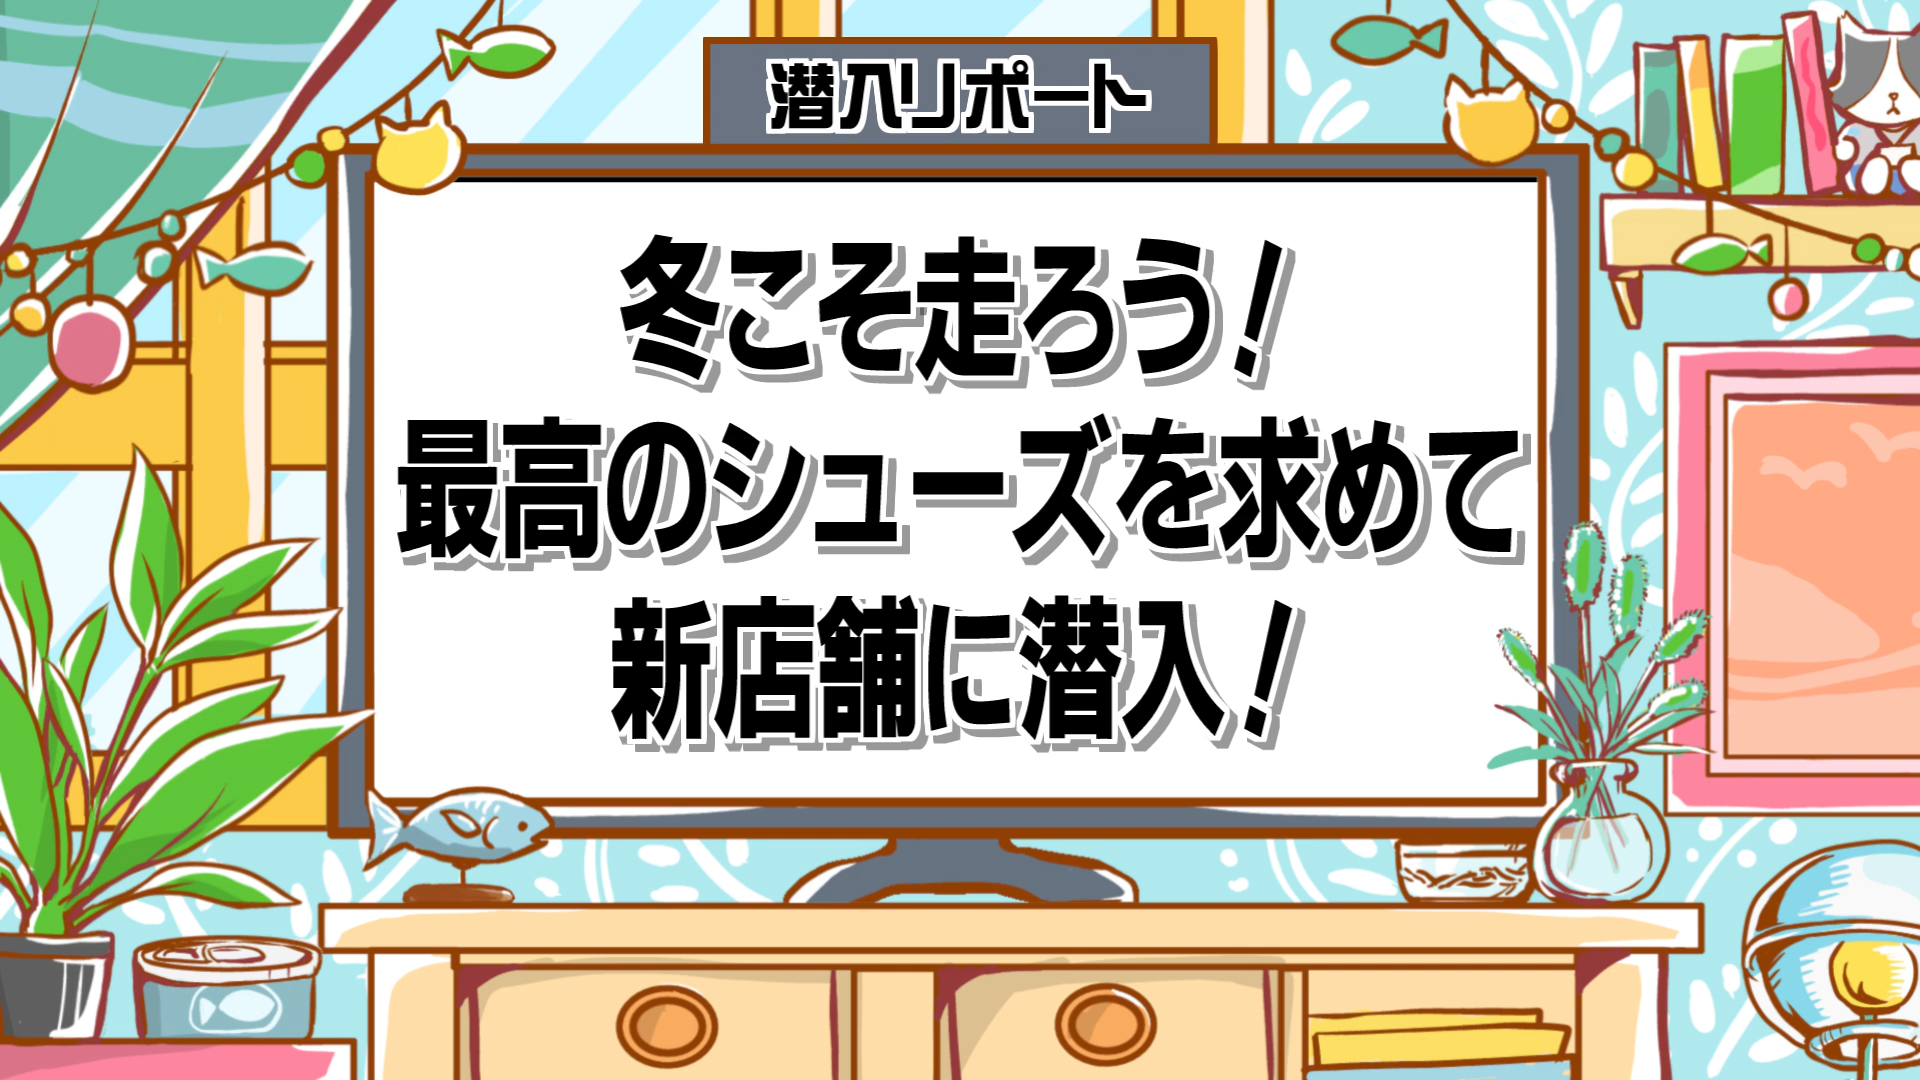 潜入リポート
冬こそ走ろう！
最高のシューズを求めて
新店舗に潜入！